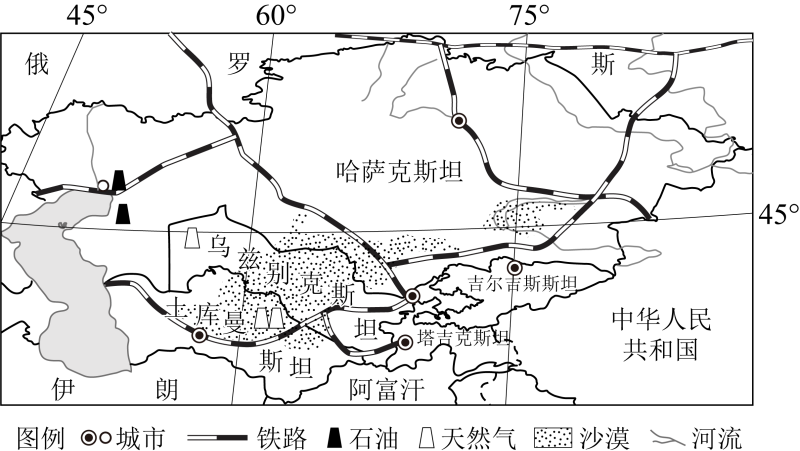 45° 60° 75°
俄 罗 斯
哈萨克斯坦
45°
乌兹别克斯坦
吉尔吉斯斯坦
土库曼斯坦
塔吉克斯坦
中华人民
共和国
伊 朗
阿富汗
图例 城市 铁路 石油 天然气 沙漠 河流